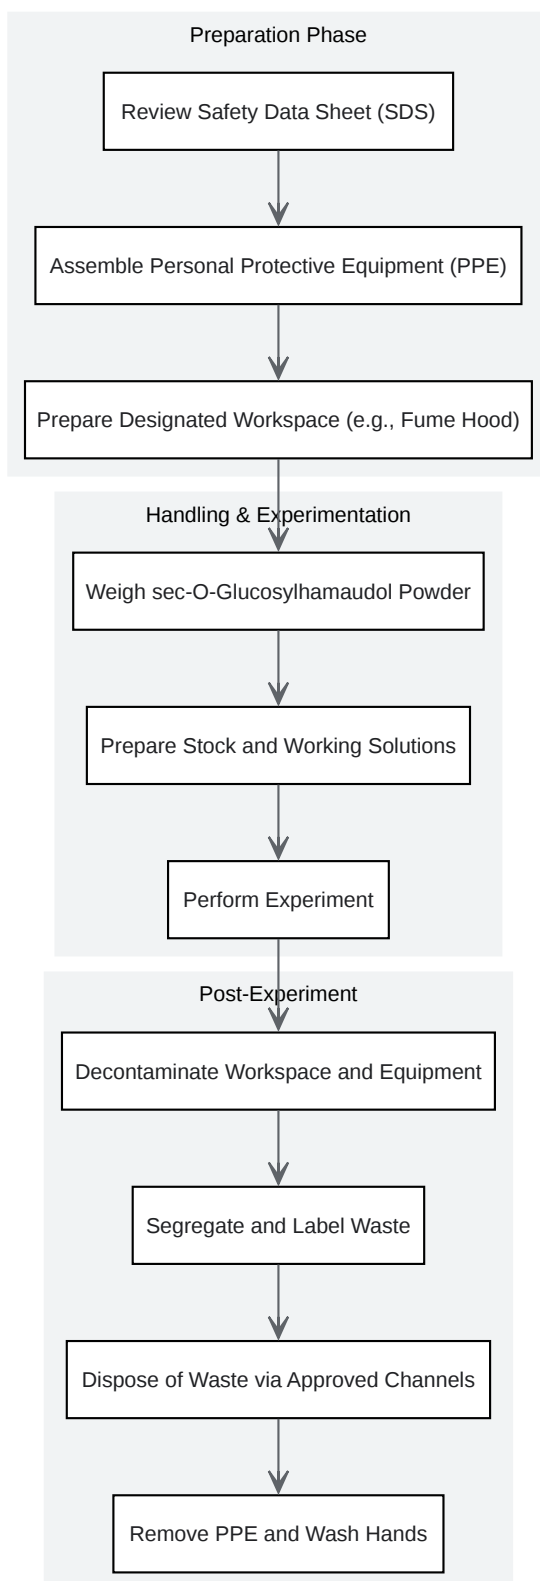 Preparation Phase
Review Safety Data Sheet (SDS)
Assemble Personal Protective Equipment (PPE)
Prepare Designated Workspace (e.g., Fume Hood)
Handling & Experimentation
Weigh sec-O-Glucosylhamaudol Powder
Prepare Stock and Working Solutions
Perform Experiment
Post-Experiment
Decontaminate Workspace and Equipment
Segregate and Label Waste
Dispose of Waste via Approved Channels
Remove PPE and Wash Hands